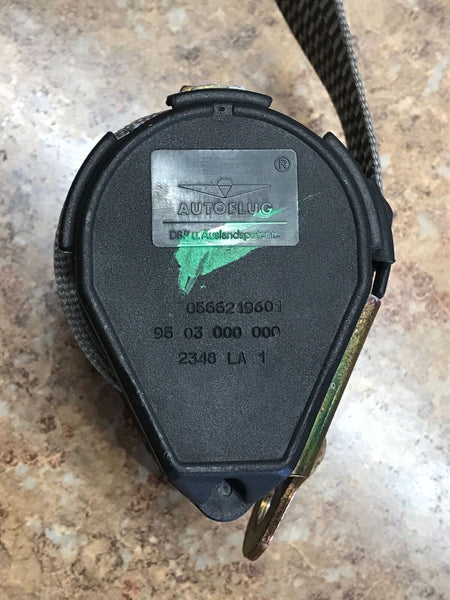 ®
AUTOFLUG
DBP u. Auslandspatente
0566219601
95 03 000 000
2340 LA 1